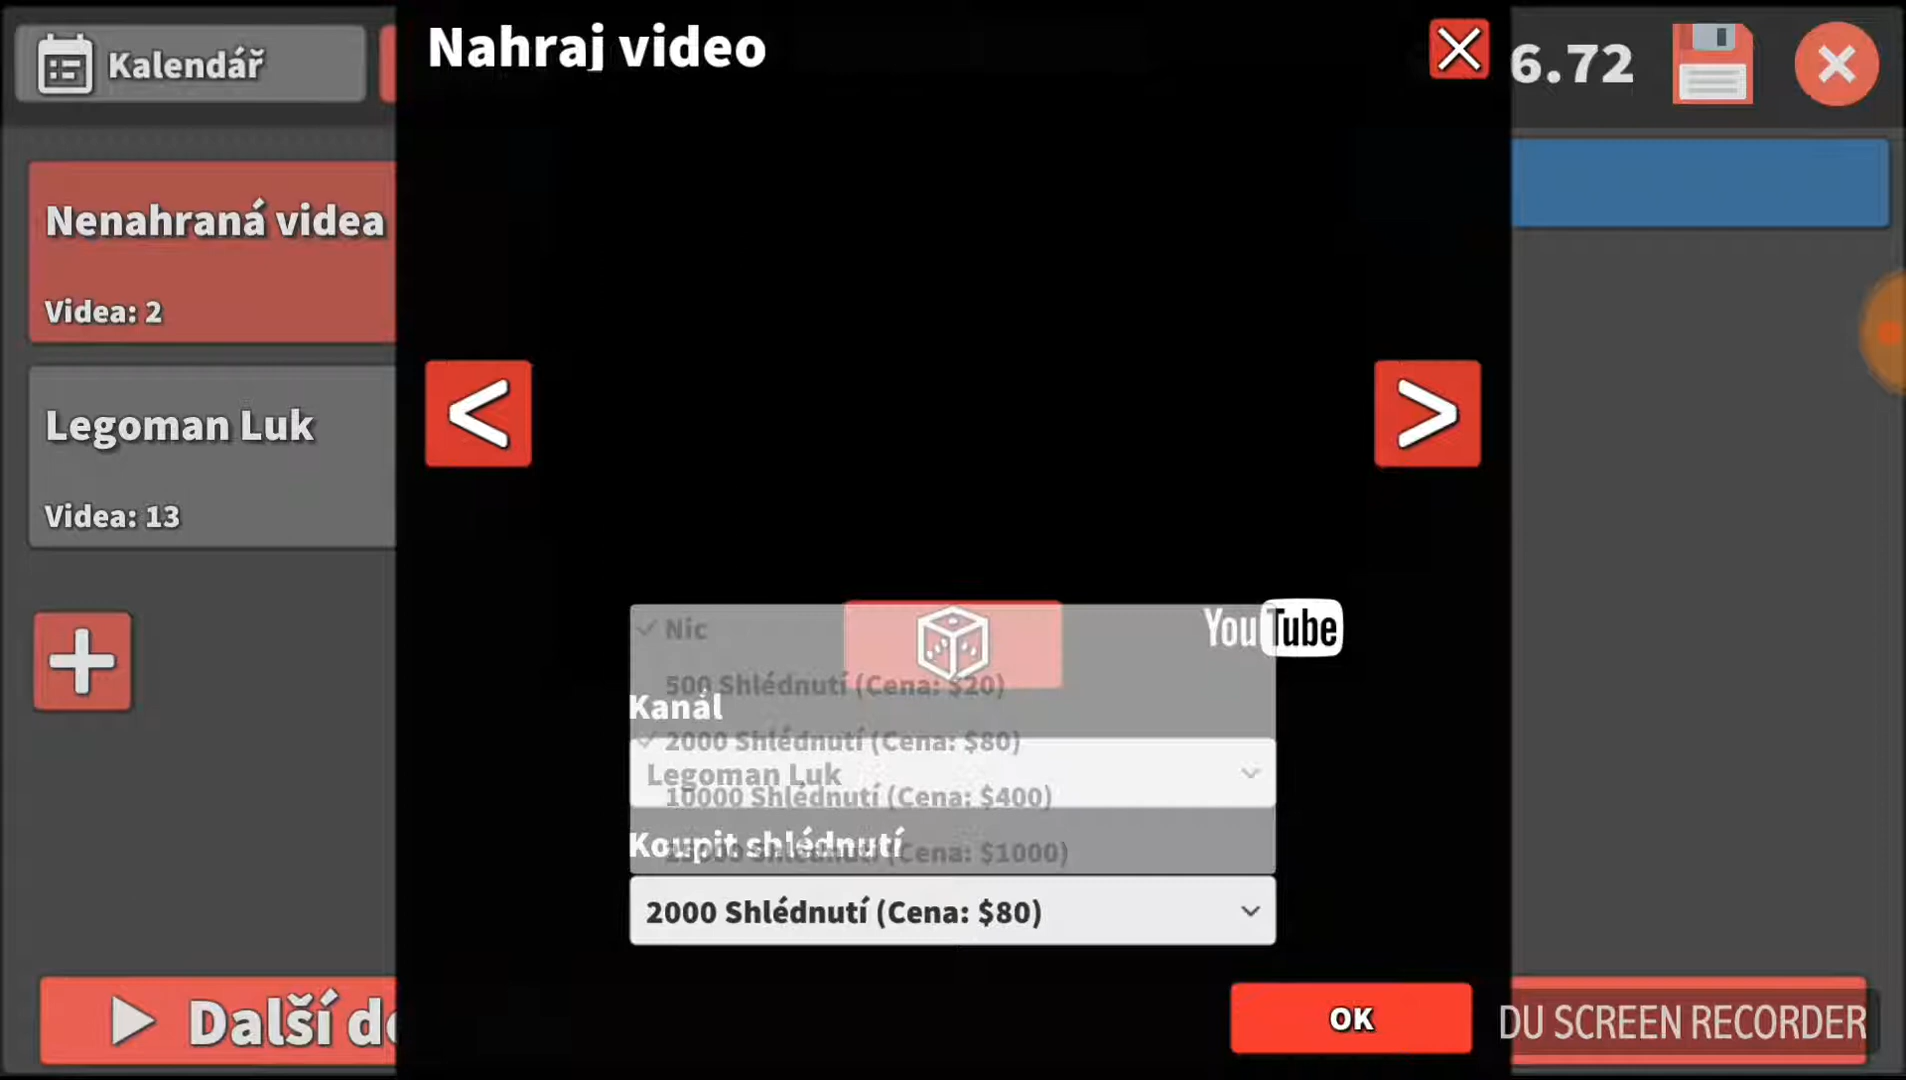 Kalendář
Nahraj video
6.72
Nenahraná videa
Videa: 2
Legoman Luk
Videa: 13
Nic
YouTube
500 Shlédnutí (Cena: $20)
Kanál
2000 Shlédnutí (Cena: $80)
Legoman Luk
10000 Shlédnutí (Cena: $400)
Koupit shlédnutí
(Cena: $1000)
2000 Shlédnutí (Cena: $80)
Další
OK
DU SCREEN RECORDER